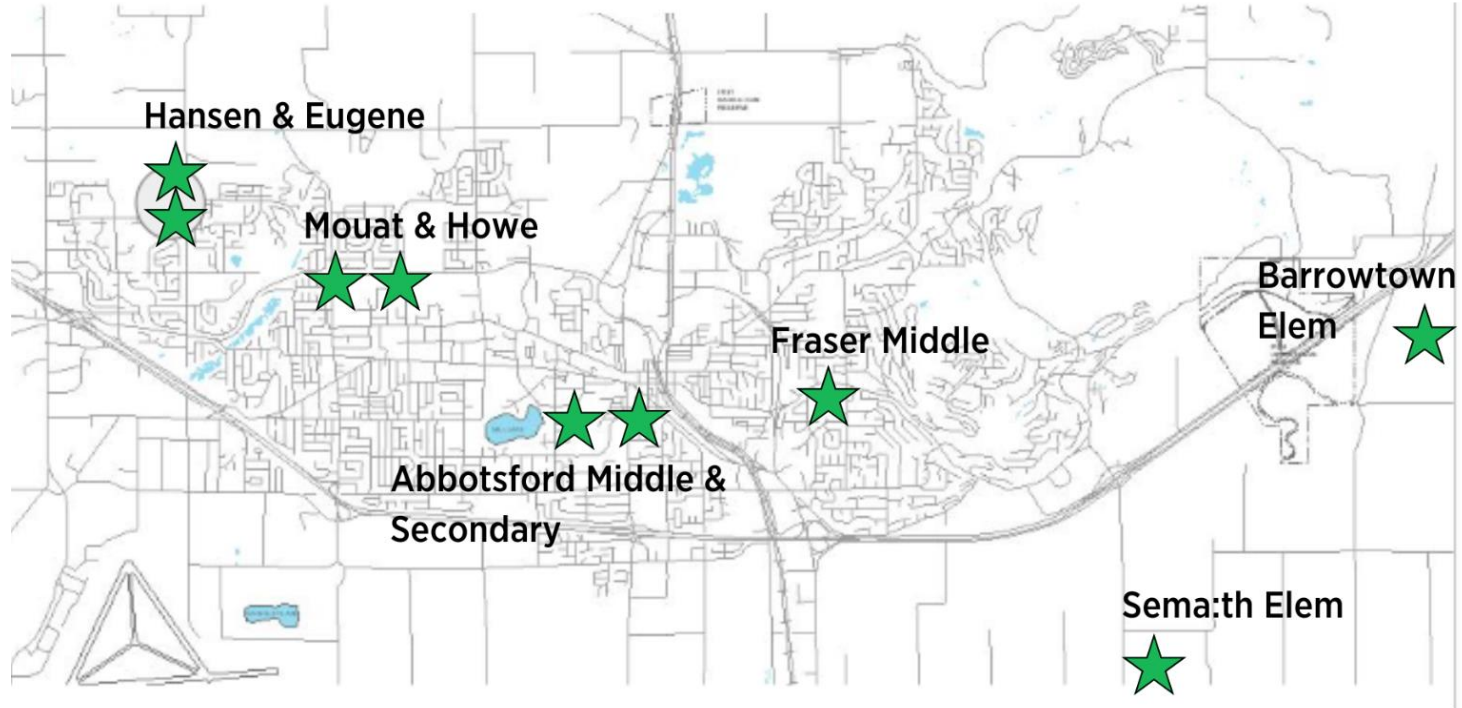 Hansen & Eugene
Mouat & Howe
Barrowtown
Elem
Fraser Middle
Abbotsford Middle &
Secondary
Sema:th Elem